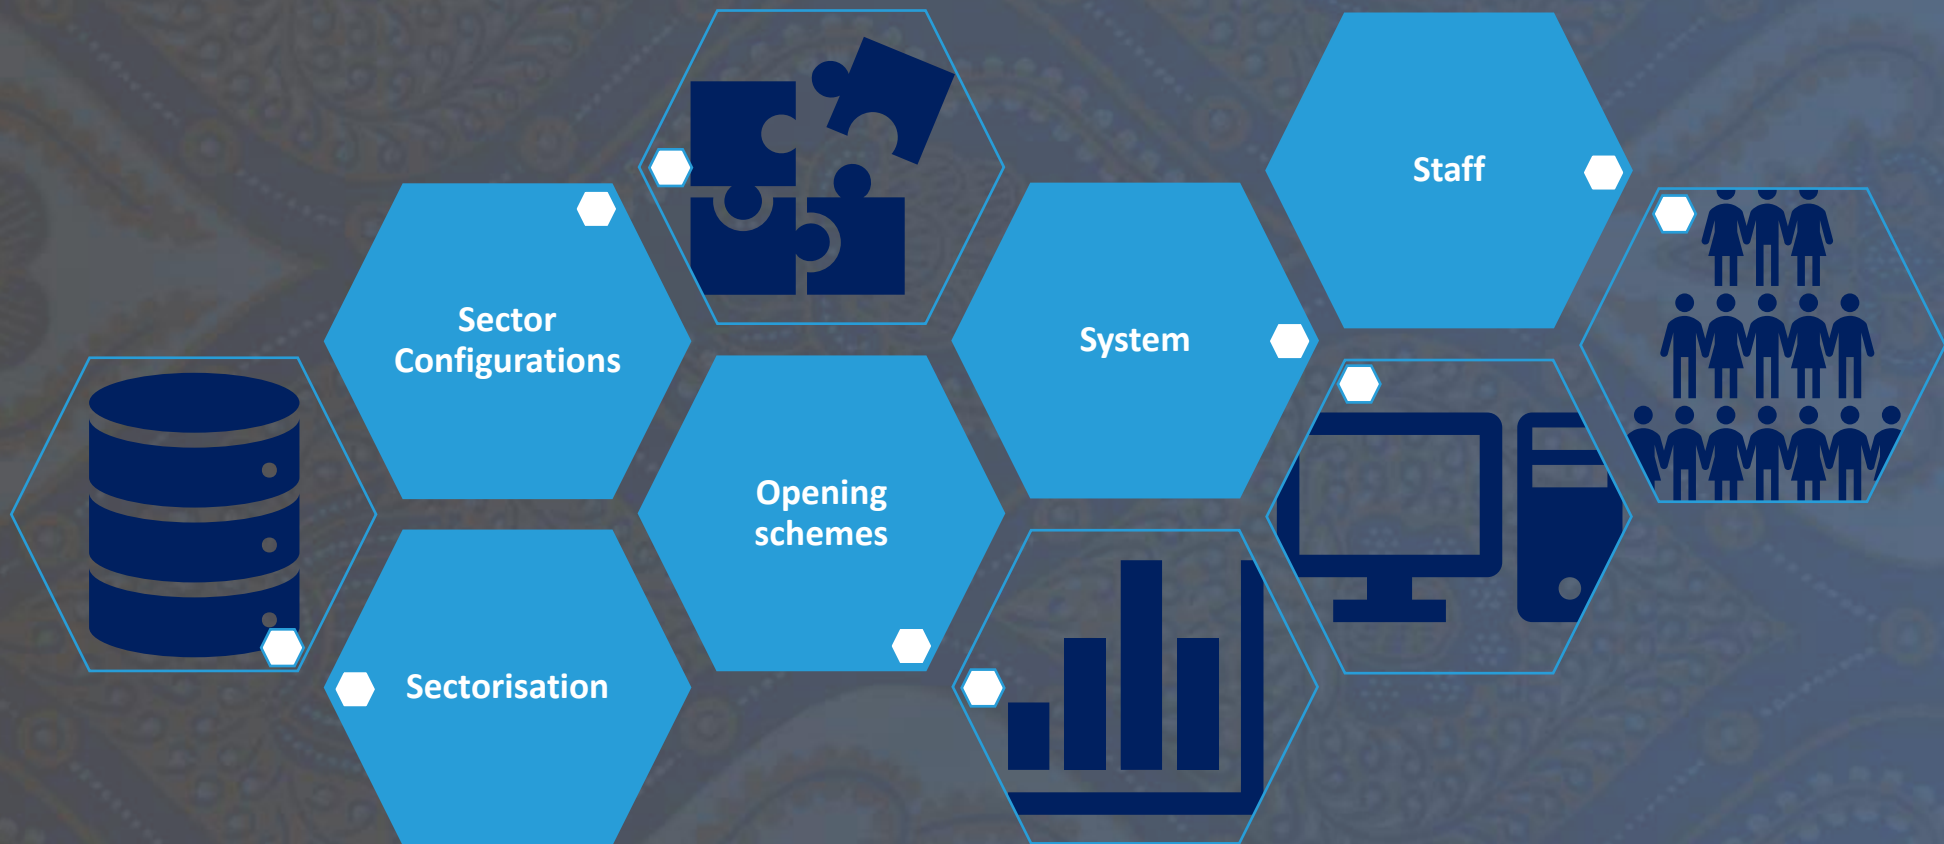 Staff
Sector
Configurations
System
Opening
schemes
Sectorisation